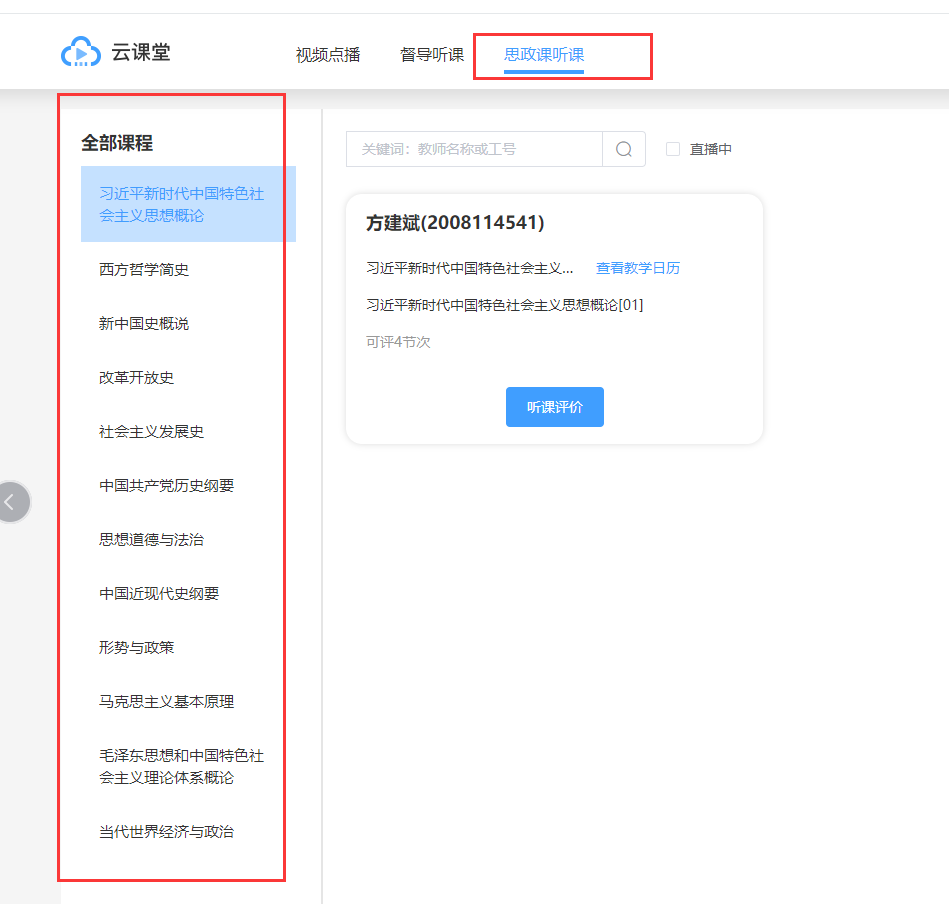 云课堂
视频点播
督导听课
思政课听课
全部课程
习近平新时代中国特色社
会主义思想概论
西方哲学简史
新中国史概说
改革开放史
社会主义发展史
中国共产党历史纲要
思想道德与法治
中国近现代史纲要
形势与政策
马克思主义基本原理
毛泽东思想和中国特色社
会主义理论体系概论
当代世界经济与政治
关键词：教师名称或工号
直播中
方建斌(2008114541)
习近平新时代中国特色社会主义... 查看教学日历
习近平新时代中国特色社会主义思想概论[01]
可评4节次
听课评价